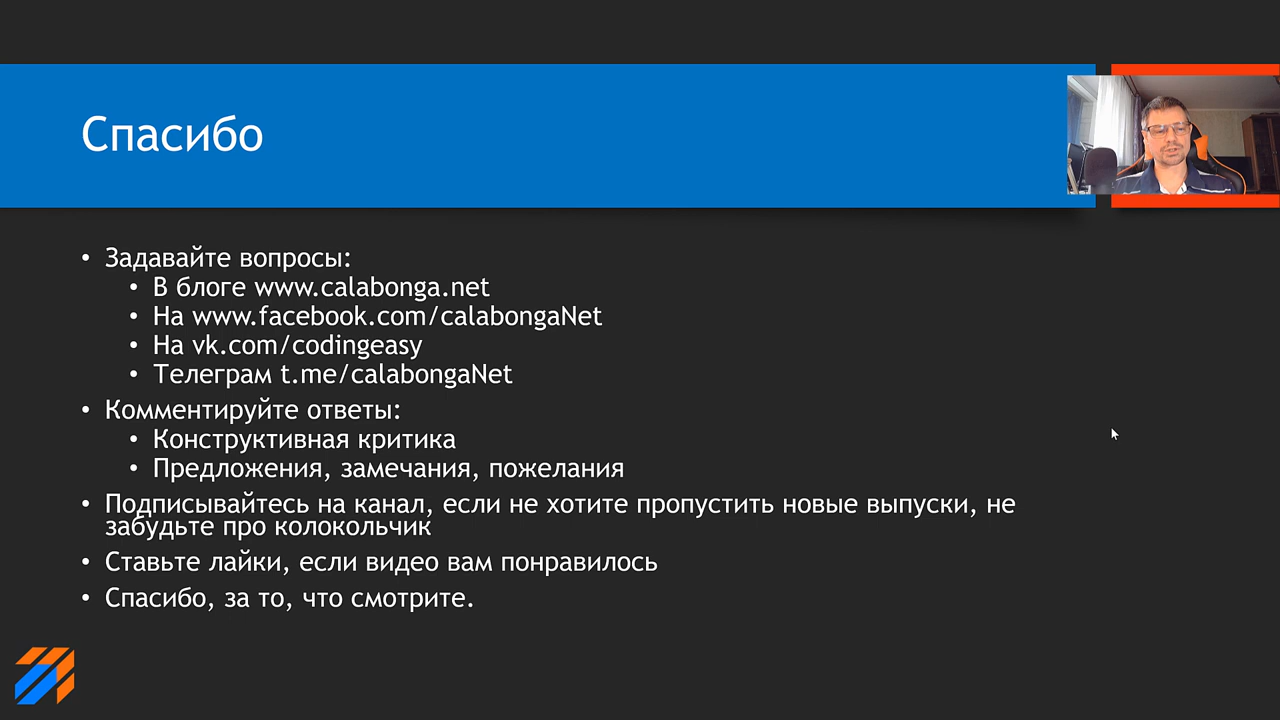 Спасибо
• Задавайте вопросы:
• В блоге www.calabonga.net
• На www.facebook.com/calabongaNet
• На vk.com/codingeasy
• Телеграм t.me/calabongaNet
• Комментируйте ответы:
• Конструктивная критика
• Предложения, замечания, пожелания
• Подписывайтесь на канал, если не хотите пропустить новые выпуски, не
забудьте про колокольчик
• Ставьте лайки, если видео вам понравилось
• Спасибо, за то, что смотрите.